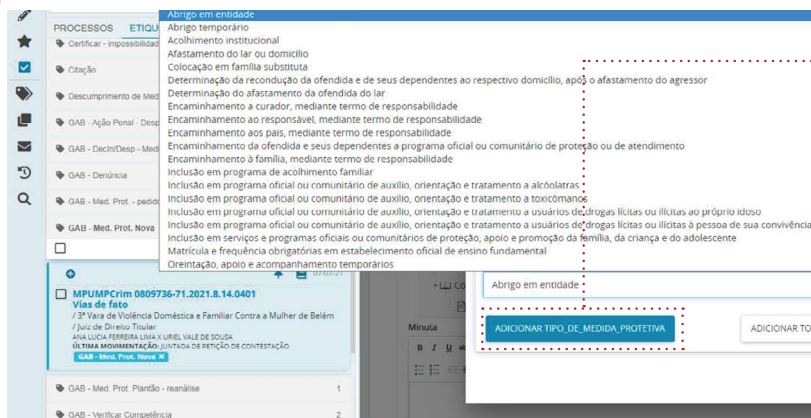 Abrigo em entidade
PROCESSOS ETIQU
Abrigo temporário
Acolhimento institucional
Afastamento do lar ou domicílio
Colocação em família substituta
Determinação da recondução da ofendida e de seus dependentes ao respectivo domicílio, após o afastamento do agressor
Determinação do afastamento da ofendida do lar
Encaminhamento a curador, mediante termo de responsabilidade
Encaminhamento ao responsável, mediante termo de responsabilidade
Encaminhamento aos pais, mediante termo de responsabilidade
Encaminhamento da ofendida e seus dependentes a programa oficial ou comunitário de proteção ou de atendimento
Encaminhamento à família, mediante termo de responsabilidade
Inclusão em programa de acolhimento familiar
Inclusão em programa oficial ou comunitário de auxílio, orientação e tratamento a alcóolatras
Inclusão em programa oficial ou comunitário de auxílio, orientação e tratamento a toxicômanos
Inclusão em programa oficial ou comunitário de auxílio, orientação e tratamento a usuários de drogas lícitas ou ilícitas ao próprio idoso
Inclusão em programa oficial ou comunitário de auxílio, orientação e tratamento a usuários de drogas lícitas ou ilícitas à pessoa de sua convivência
Inclusão em serviços e programas oficiais ou comunitários de proteção, apoio e promoção da família, da criança e do adolescente
Matrícula e frequência obrigatórias em estabelecimento oficial de ensino fundamental
Oreintação, apoio e acompanhamento temporários
Certificar - impossibilidad
Citação
Descumprimento de Med
GAB - Ação Penal - Desp
GAB - Decln/Desp - Medi
GAB - Denúncia
GAB - Med. Prot. - pedido
GAB - Med. Prot. Nova
MPUMPCrim 0809736-71.2021.8.14.0401
Vias de fato
/ 3ª Vara de Violência Doméstica e Familiar Contra a Mulher de Belém
/ Juiz de Direito Titular
ANA LUCIA FERREIRA LIMA X URIEL VALE DE SOUSA
ÚLTIMA MOVIMENTAÇÃO: JUNTADA DE PETIÇÃO DE CONTESTAÇÃO
GAB - Med. Prot. Nova ×
GAB - Med. Prot. Plantão - reanálise 1
GAB - Verificar Competência 2
Co
Minuta
B I U
Abrigo em entidade
ADICIONAR TIPO_DE_MEDIDA_PROTETIVA
ADICIONAR TO